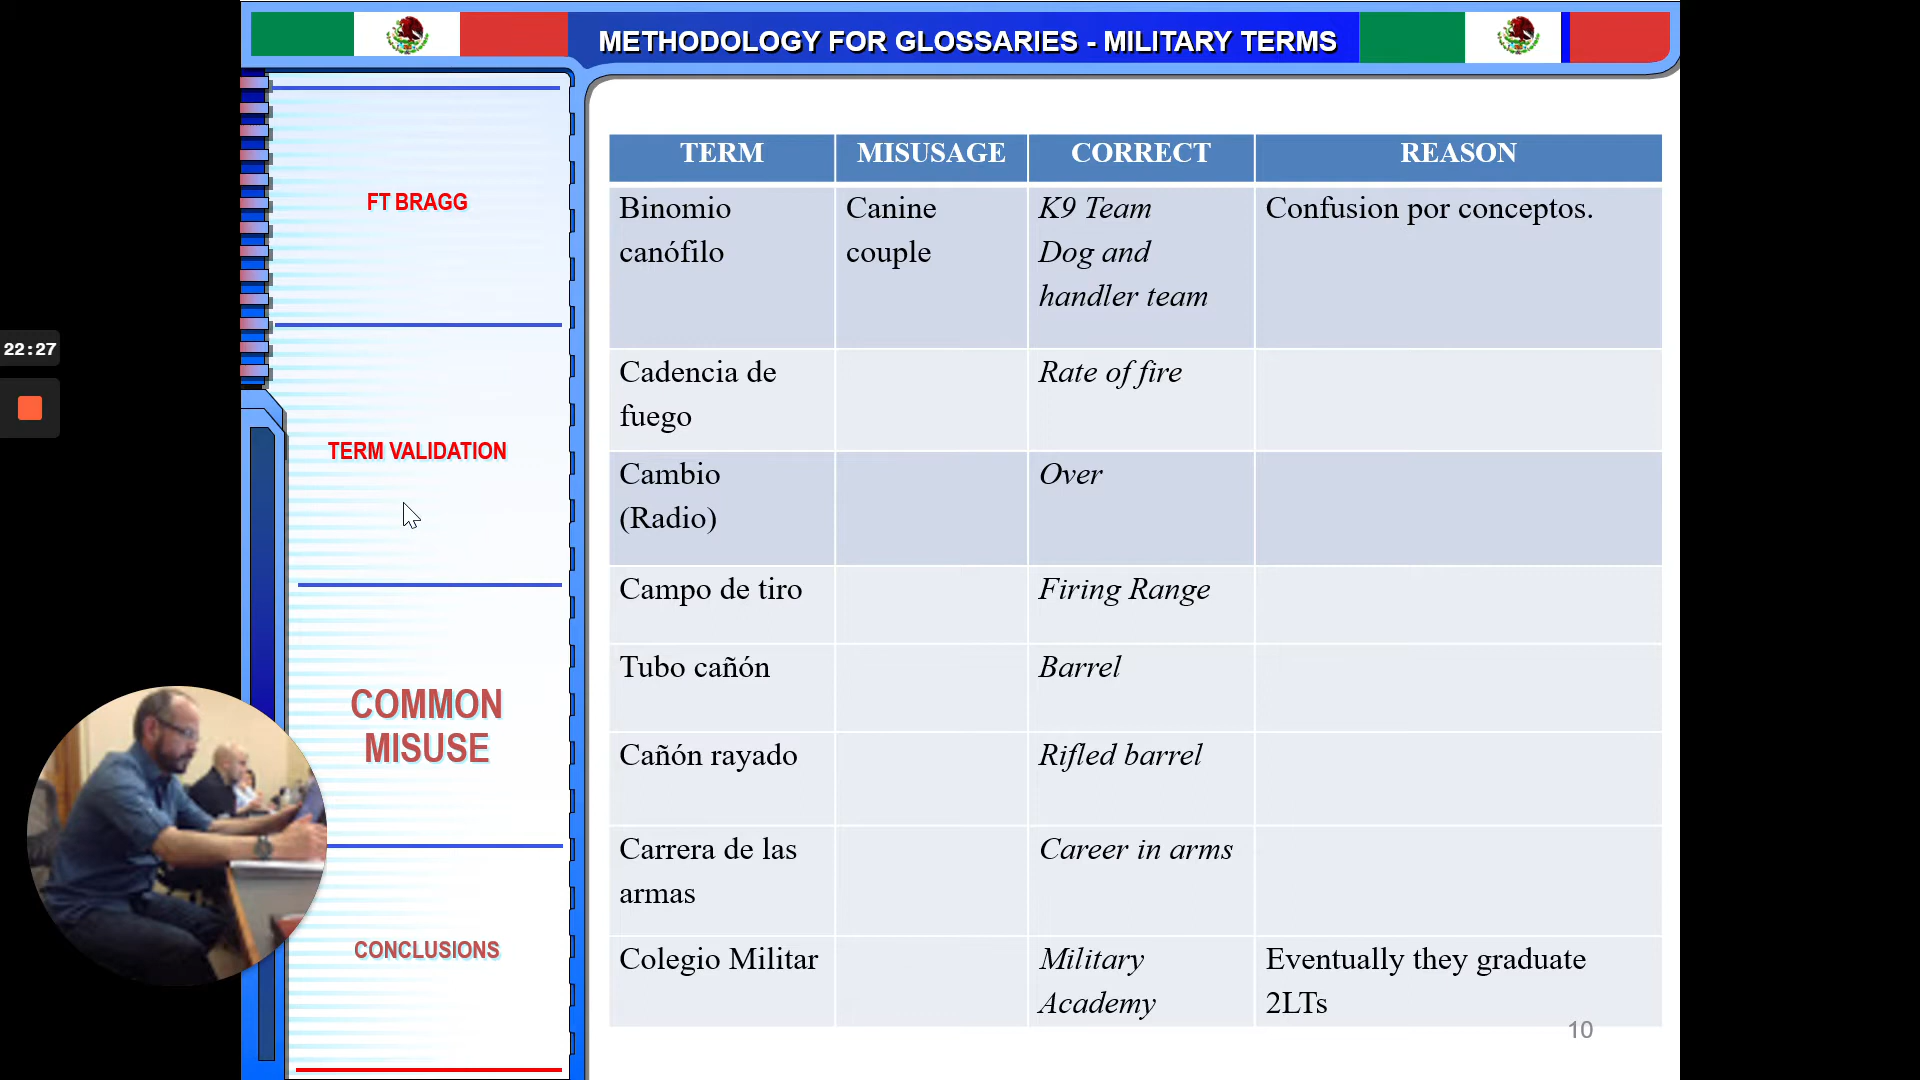 METHODOLOGY FOR GLOSSARIES - MILITARY TERMS
FT BRAGG
TERM VALIDATION
COMMON
MISUSE
CONCLUSIONS
22:27
TERM MISUSAGE CORRECT REASON
Binomio canófilo
Canine couple
K9 Team
Dog and handler team
Confusion por conceptos.
Cadencia de fuego
Rate of fire
Cambio (Radio)
Over
Campo de tiro
Firing Range
Tubo cañón
Barrel
Cañón rayado
Rifled barrel
Carrera de las armas
Career in arms
Colegio Militar
Military Academy
Eventually they graduate 2LTs
10